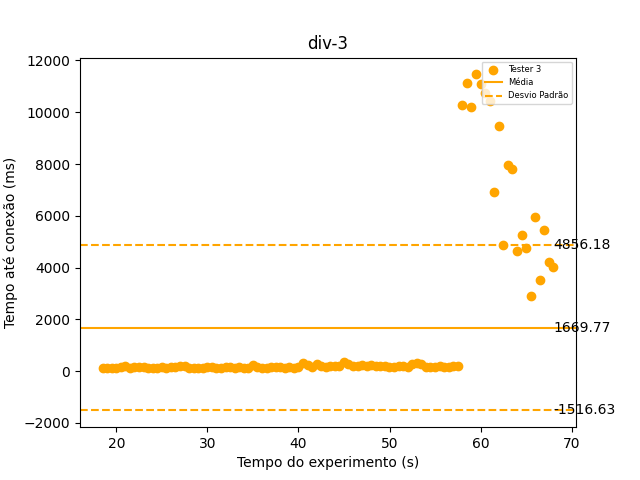 div-3
Tempo até conexão (ms)
12000
10000
8000
6000
4000
2000
0
−2000
Tester 3
Média
Desvio Padrão
4856.18
1669.77
-1516.63
20
30
40
50
60
70
Tempo do experimento (s)